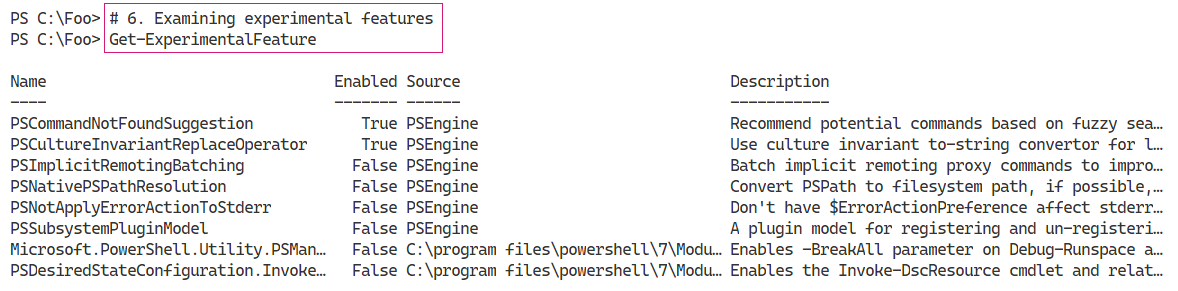 PS C:\Foo> # 6. Examining experimental features
PS C:\Foo> Get-ExperimentalFeature
Name Enabled Source Description
---- ------- ------ -----------
PSCommandNotFoundSuggestion True PSEngine Recommend potential commands based on fuzzy sea…
PSCultureInvariantReplaceOperator True PSEngine Use culture invariant to-string convertor for l…
PSImplicitRemotingBatching False PSEngine Batch implicit remoting proxy commands to impro…
PSNativePSPathResolution False PSEngine Convert PSPath to filesystem path, if possible,…
PSNotApplyErrorActionToStderr False PSEngine Don't have $ErrorActionPreference affect stderr…
PSSubsystemPluginModel False PSEngine A plugin model for registering and un-registeri…
Microsoft.PowerShell.Utility.PSMan… False C:\program files\powershell\7\Modu… Enables -BreakAll parameter on Debug-Runspace a…
PSDesiredStateConfiguration.Invoke… False C:\program files\powershell\7\Modu… Enables the Invoke-DscResource cmdlet and relat…